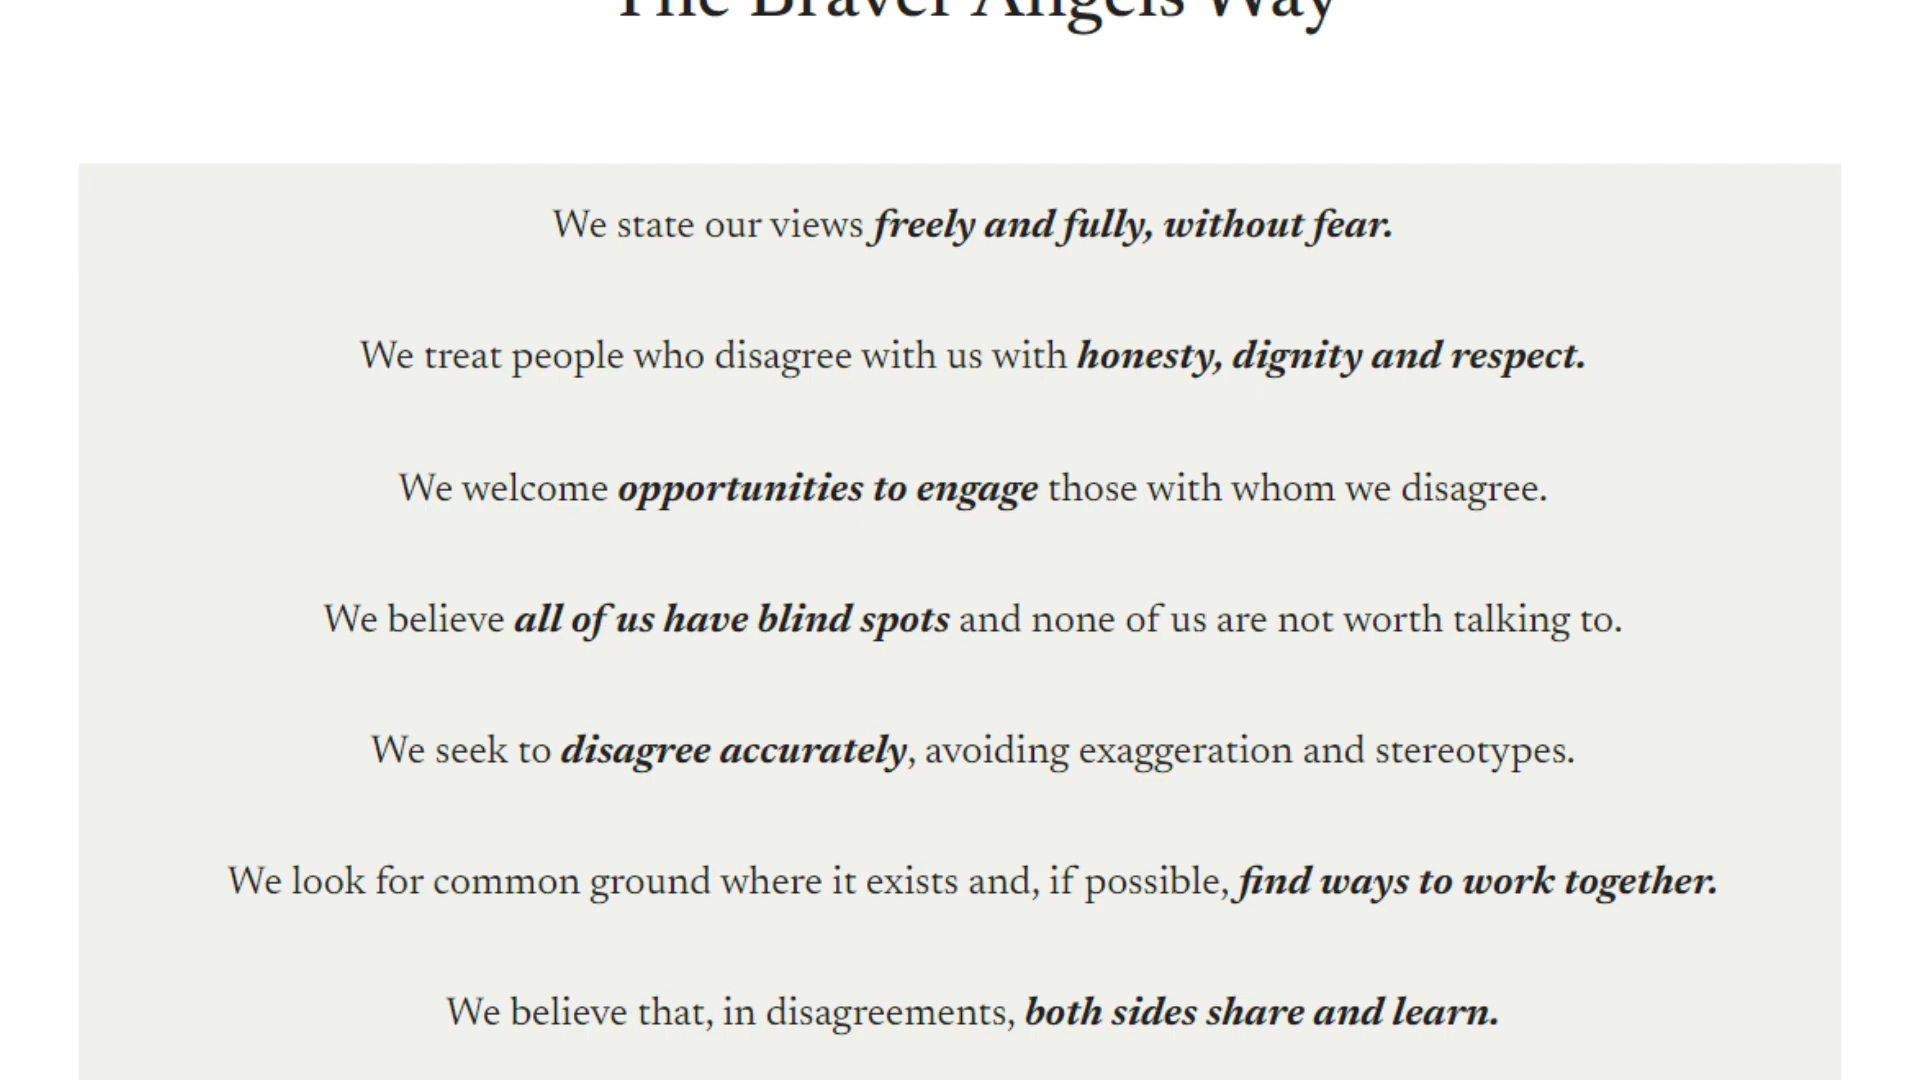 The Braver Angels Way
We state our views freely and fully, without fear.
We treat people who disagree with us with honesty, dignity and respect.
We welcome opportunities to engage those with whom we disagree.
We believe all of us have blind spots and none of us are not worth talking to.
We seek to disagree accurately, avoiding exaggeration and stereotypes.
We look for common ground where it exists and, if possible, find ways to work together.
We believe that, in disagreements, both sides share and learn.